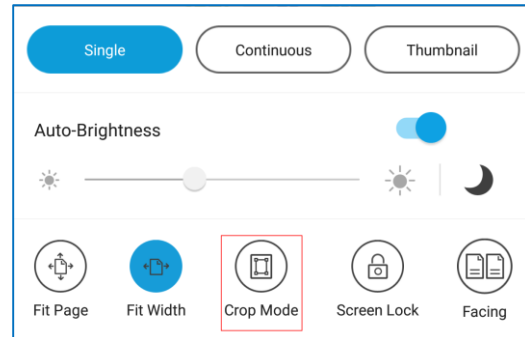 Single Continuous Thumbnail
Auto-Brightness
Fit Page Fit Width Crop Mode Screen Lock Facing